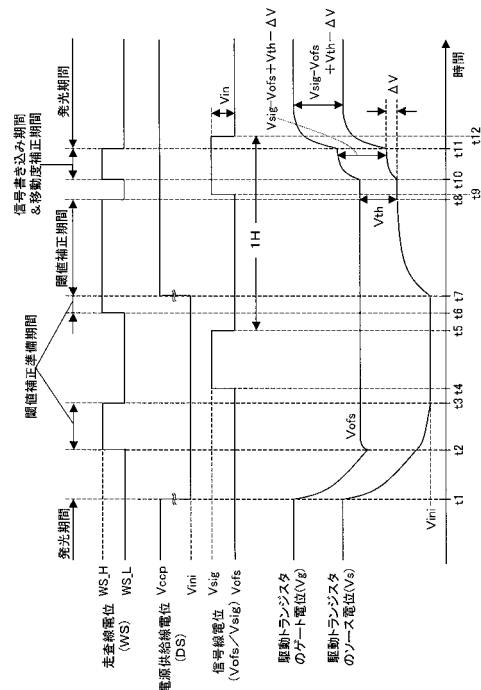 発光期間
閾値補正準備期間
閾値補正期間
信号書き込み期間
&移動度補正期間
発光期間
走査線電位
(WS)
WS_H
WS_L
電源供給線電位
(DS)
Vccp
Vini
信号線電位
(Vofs/Vsig)
Vsig
Vofs
Vin
1H
駆動トランジスタ
のゲート電位(Vg)
駆動トランジスタ
のソース電位(Vs)
Vofs
Vini
Vth
Vsig-Vofs+Vth-ΔV
Vsig-Vofs
+Vth-ΔV
ΔV
t1
t2
t3
t4
t5
t6
t7
t8
t9
t10
t11
t12
時間